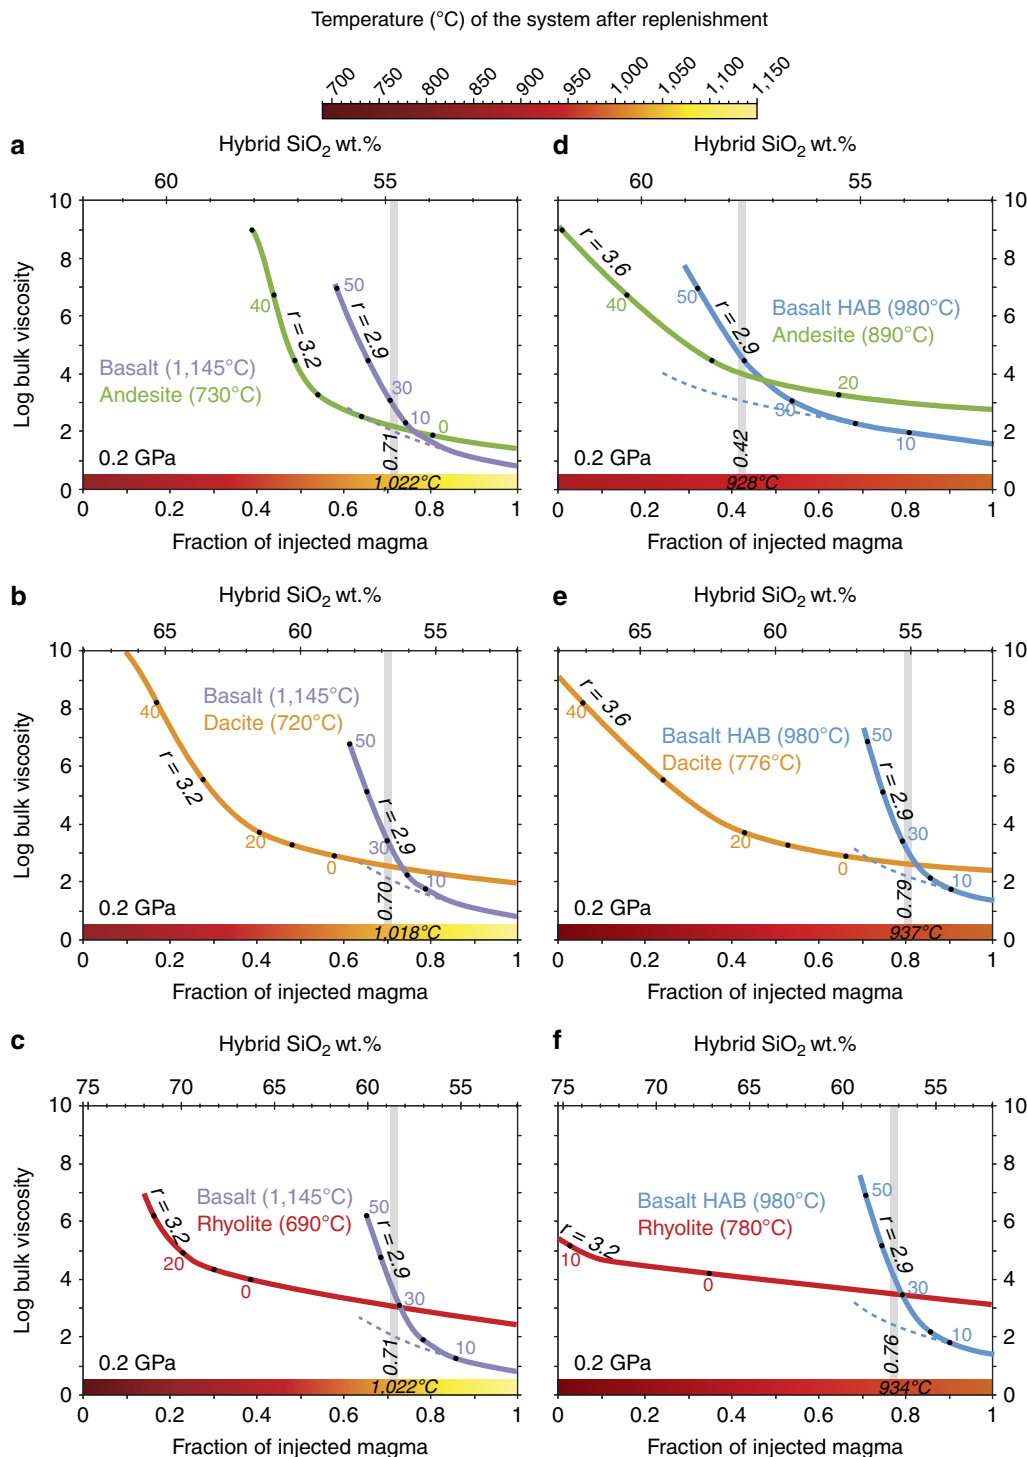 Temperature (°C) of the system after replenishment
700 750 800 850 900 950 1,000 1,050 1,100 1,150
a
Hybrid SiO2 wt.%
60 55
10
8
6
4
2
0
Log bulk viscosity
40
r = 3.2
50
r = 2.9
30
10
0
Basalt (1,145°C)
Andesite (730°C)
0.71
0.2 GPa
1,022°C
0 0.2 0.4 0.6 0.8 1
Fraction of injected magma
d
Hybrid SiO2 wt.%
60 55
10
8
6
4
2
0
r = 3.6
40
50
r = 2.9
Basalt HAB (980°C)
Andesite (890°C)
20
30
10
0.42
0.2 GPa
928°C
0 0.2 0.4 0.6 0.8 1
Fraction of injected magma
b
Hybrid SiO2 wt.%
65 60 55
10
8
6
4
2
0
Log bulk viscosity
Basalt (1,145°C)
Dacite (720°C)
40
r = 3.2
50
r = 2.9
20
0
30
10
0.70
0.2 GPa
1,018°C
0 0.2 0.4 0.6 0.8 1
Fraction of injected magma
e
Hybrid SiO2 wt.%
65 60 55
10
8
6
4
2
0
r = 3.6
40
Basalt HAB (980°C)
Dacite (776°C)
50
r = 2.9
20
0
30
10
0.79
0.2 GPa
937°C
0 0.2 0.4 0.6 0.8 1
Fraction of injected magma
c
Hybrid SiO2 wt.%
75 70 65 60 55
10
8
6
4
2
0
Log bulk viscosity
r = 3.2
Basalt (1,145°C)
Rhyolite (690°C)
50
r = 2.9
20
0
30
10
0.71
0.2 GPa
1,022°C
0 0.2 0.4 0.6 0.8 1
Fraction of injected magma
f
Hybrid SiO2 wt.%
75 70 65 60 55
10
8
6
4
2
0
r = 3.2
10
Basalt HAB (980°C)
Rhyolite (780°C)
50
r = 2.9
0
30
10
0.76
0.2 GPa
934°C
0 0.2 0.4 0.6 0.8 1
Fraction of injected magma